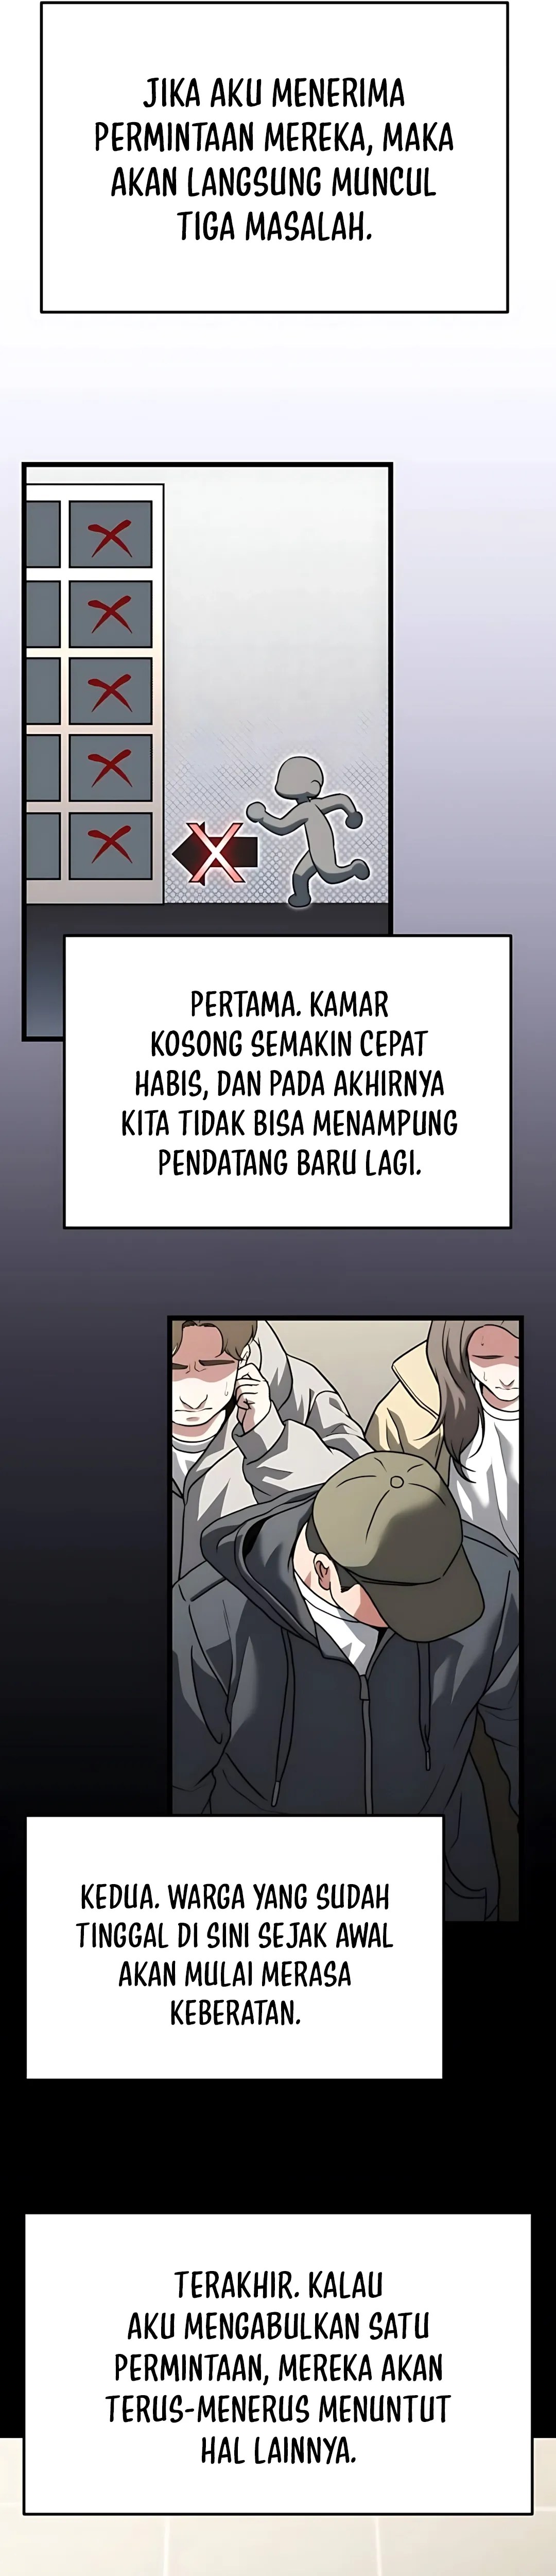 JIKA AKU MENERIMA
PERMINTAAN MEREKA, MAKA
AKAN LANGSUNG MUNCUL
TIGA MASALAH.
PERTAMA. KAMAR
KOSONG SEMAKIN CEPAT
HABIS, DAN PADA AKHIRNYA
KITA TIDAK BISA MENAMPUNG
PENDATANG BARU LAGI.
KEDUA. WARGA YANG SUDAH
TINGGAL DI SINI SEJAK AWAL
AKAN MULAI MERASA
KEBERATAN.
TERAKHIR. KALAU
AKU MENGABULKAN SATU
PERMINTAAN, MEREKA AKAN
TERUS-MENERUS MENUNTUT
HAL LAINNYA.